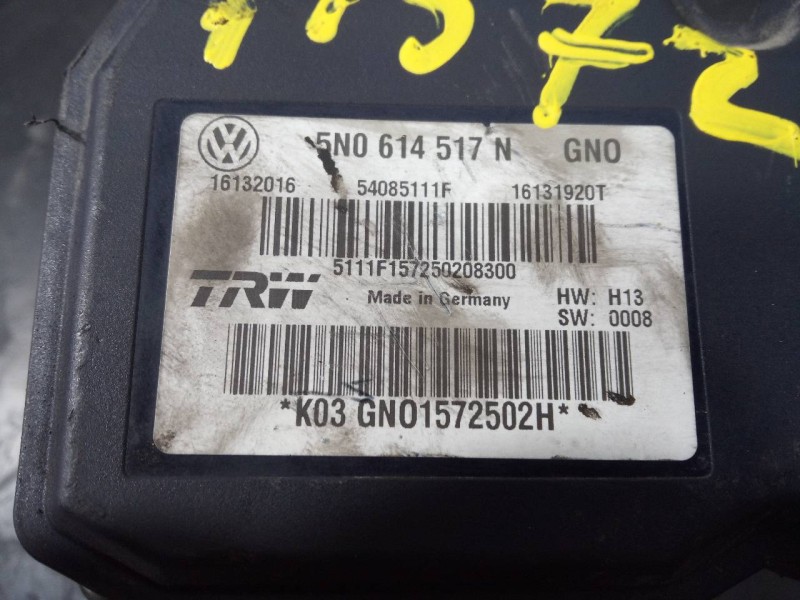 5N0 614 517 N GNO
16132016 54085111F 16131920T
5111F157250208300
TRW Made in Germany HW: H13
SW: 0008
*K03 GNO1572502H*